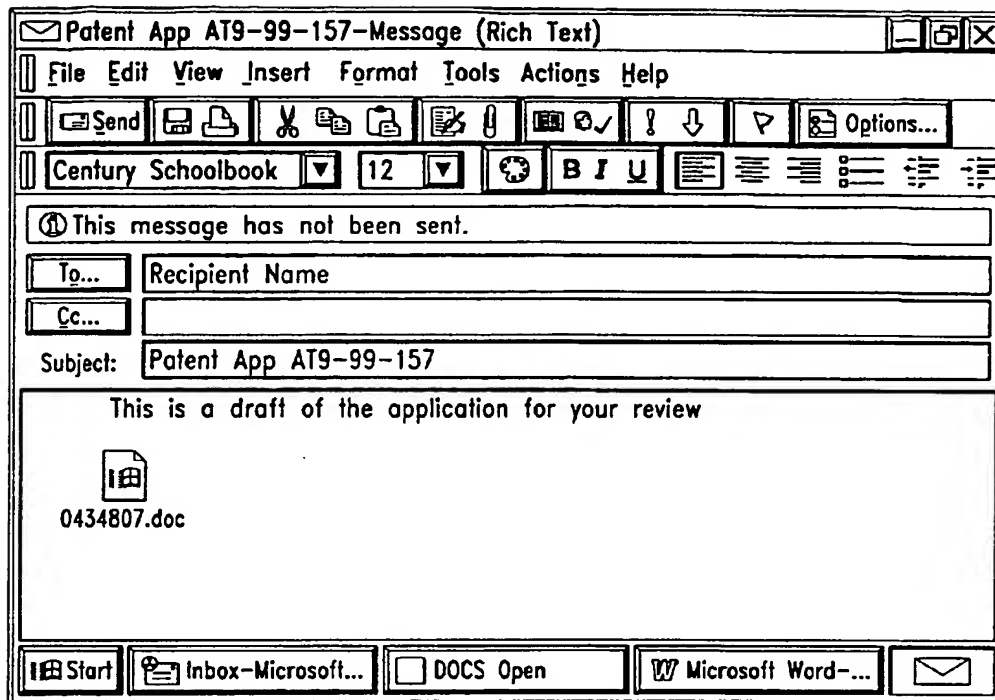 Patent App AT9-99-157-Message (Rich Text)
File Edit View Insert Format Tools Actions Help
Send Options...
Century Schoolbook 12 B I U
This message has not been sent.
To... Recipient Name
Cc...
Subject: Patent App AT9-99-157
This is a draft of the application for your review
0434807.doc
Start Inbox-Microsoft... DOCS Open W Microsoft Word-...